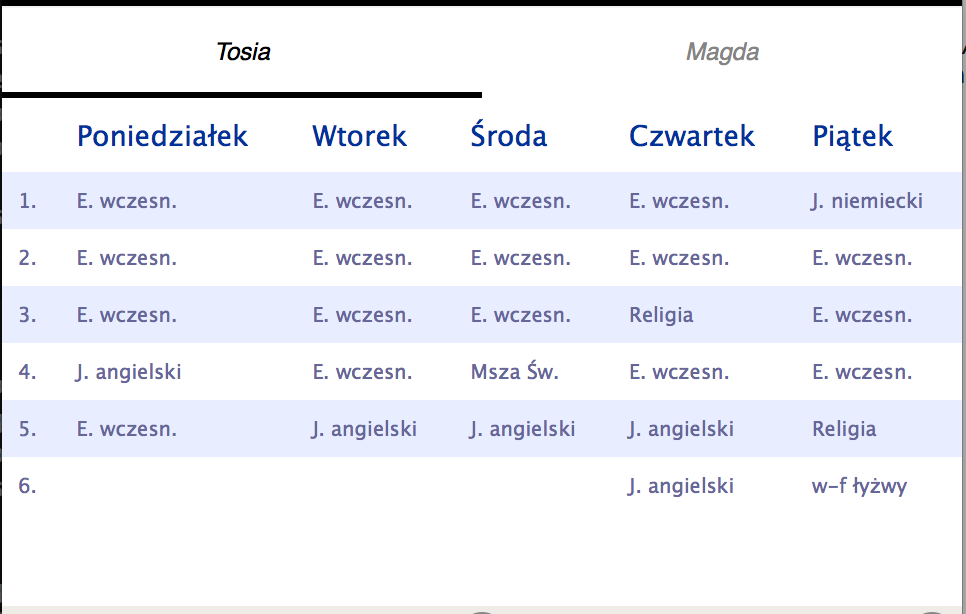 Tosia Magda
Poniedziałek Wtorek Środa Czwartek Piątek
1. E. wczesn. E. wczesn. E. wczesn. E. wczesn. J. niemiecki
2. E. wczesn. E. wczesn. E. wczesn. E. wczesn. E. wczesn.
3. E. wczesn. E. wczesn. E. wczesn. Religia E. wczesn.
4. J. angielski E. wczesn. Msza Św. E. wczesn. E. wczesn.
5. E. wczesn. J. angielski J. angielski J. angielski Religia
6. J. angielski w-f łyżwy